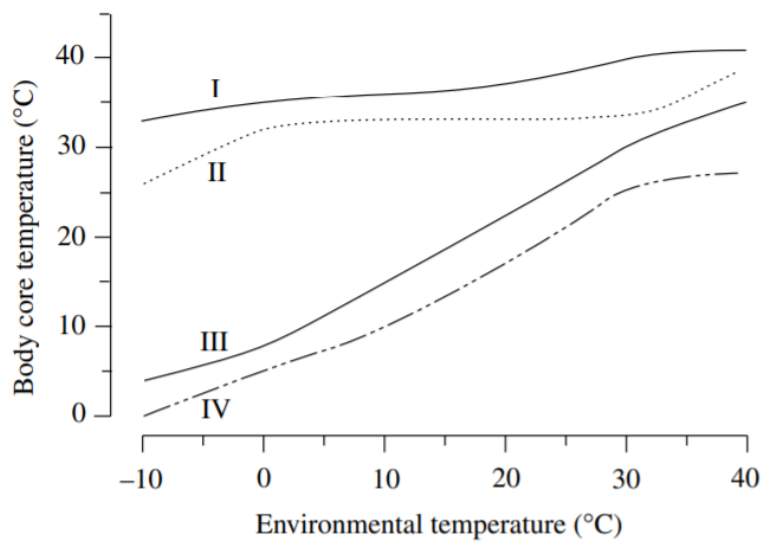 Body core temperature (°C)
40
30
20
10
0
I
II
III
IV
–10 0 10 20 30 40
Environmental temperature (°C)